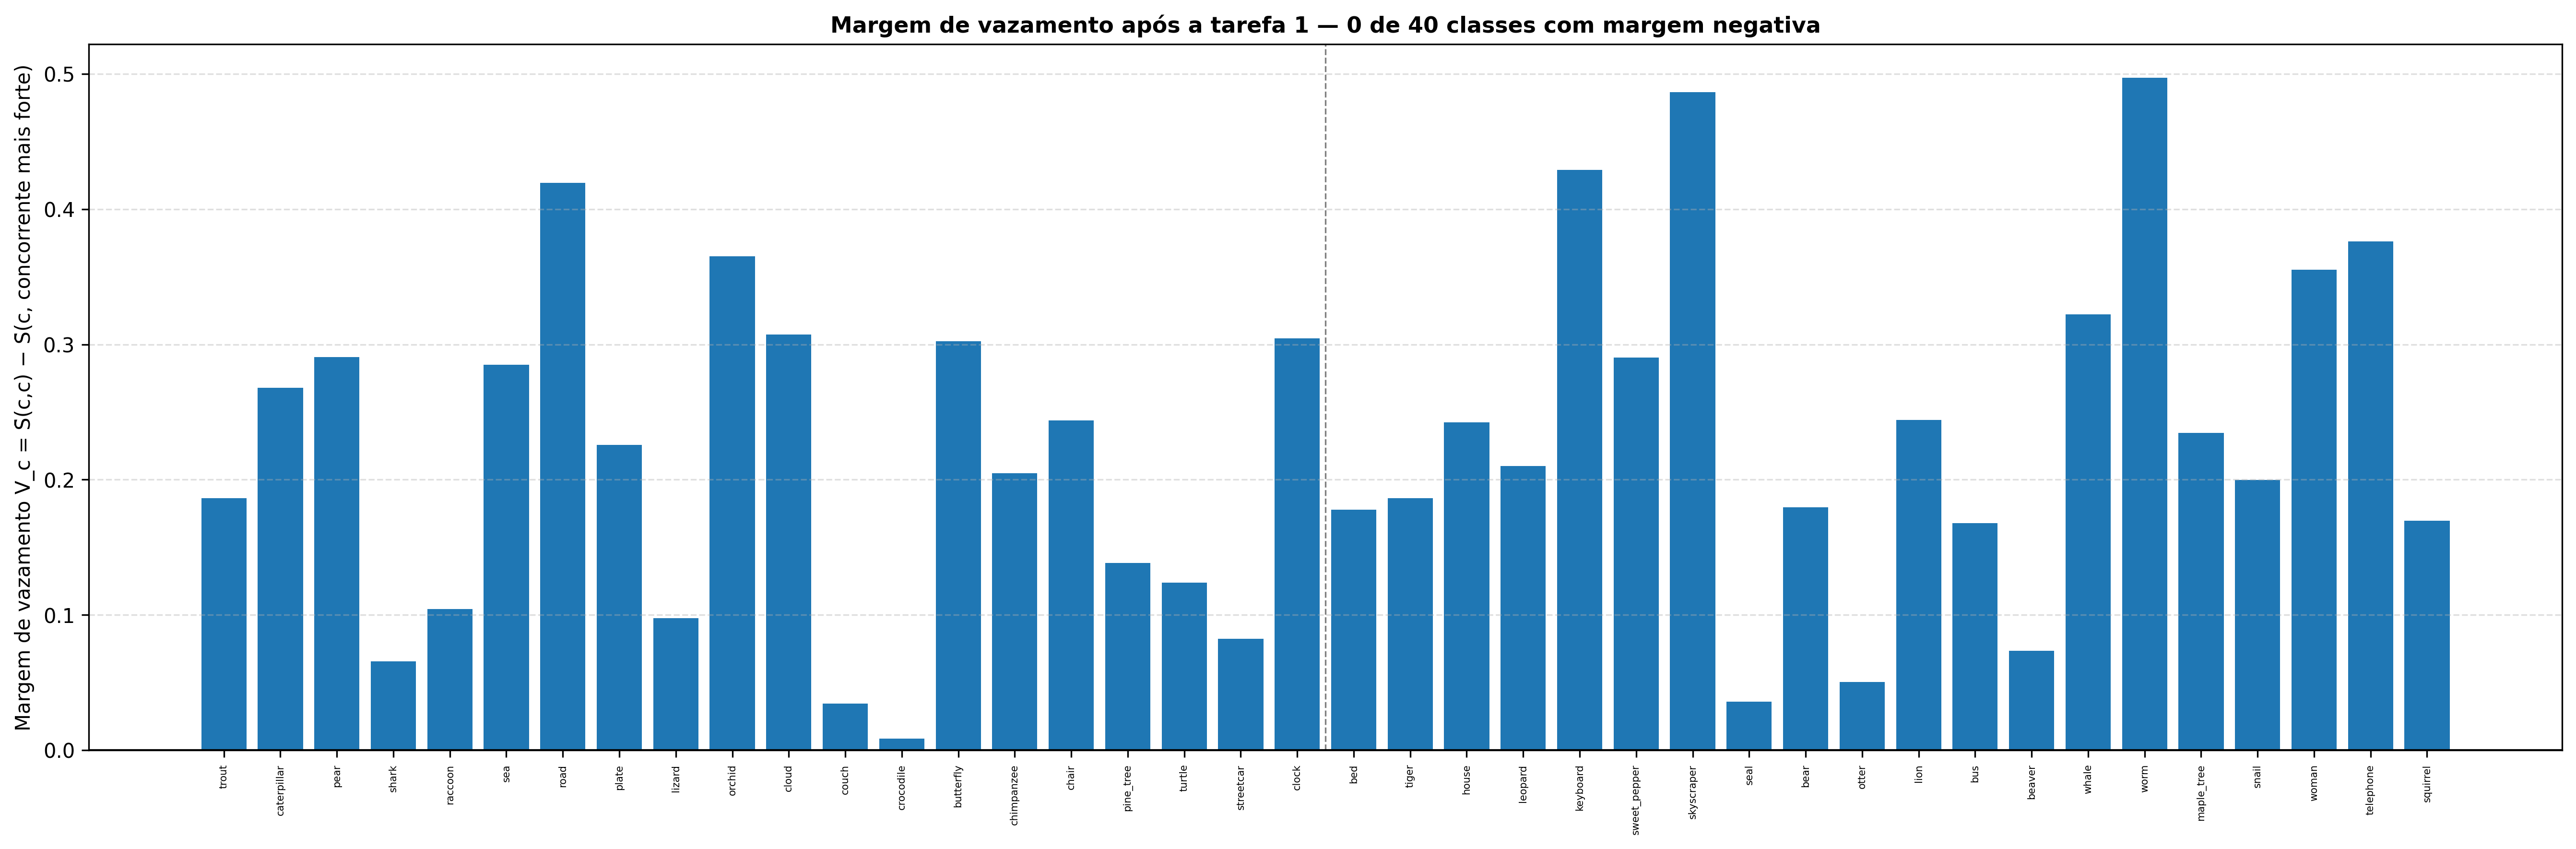 Margem de vazamento após a tarefa 1 — 0 de 40 classes com margem negativa
Margem de vazamento V_c = S(c,c) − S(c, concorrente mais forte)
0.5
0.4
0.3
0.2
0.1
0.0
trout
caterpillar
pear
shark
raccoon
sea
road
plate
lizard
orchid
cloud
couch
crocodile
butterfly
chimpanzee
chair
pine_tree
turtle
streetcar
clock
bed
tiger
house
leopard
keyboard
sweet_pepper
skyscraper
seal
bear
otter
lion
bus
beaver
whale
worm
maple_tree
snail
woman
telephone
squirrel